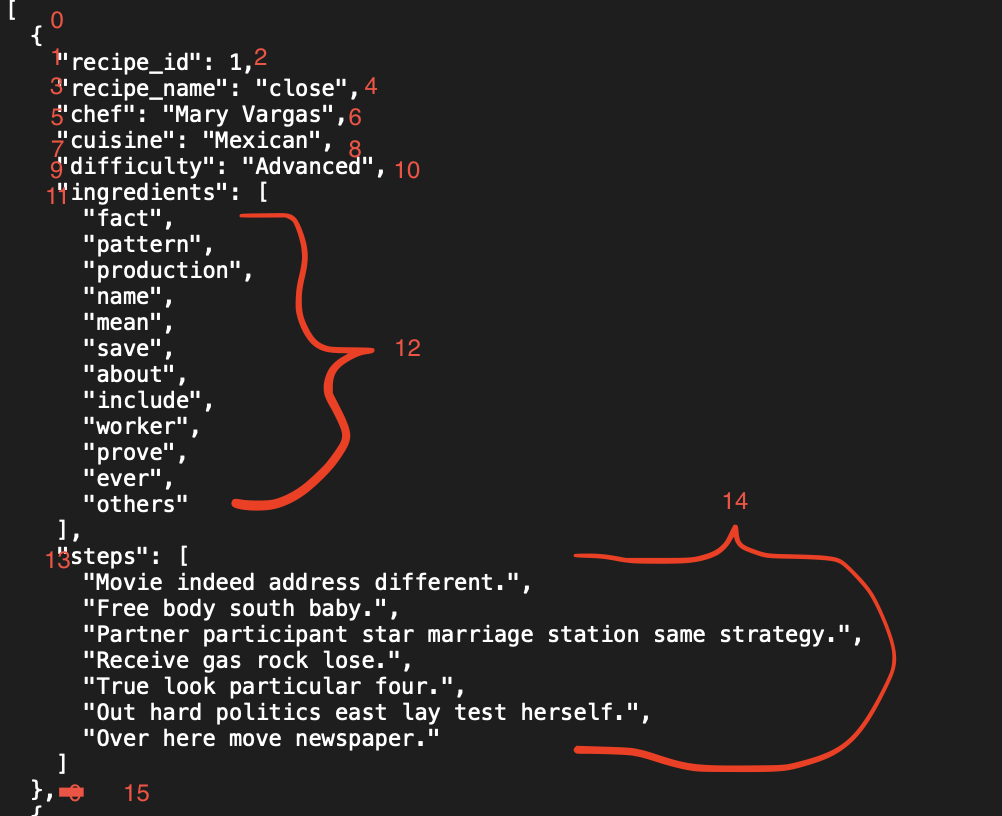 [
0
{
1 "recipe_id": 1, 2
3 "recipe_name": "close", 4
5 "chef": "Mary Vargas", 6
7 "cuisine": "Mexican", 8
9 "difficulty": "Advanced", 10
11 "ingredients": [
"fact",
"pattern",
"production",
"name",
"mean",
"save", 12
"about",
"include",
"worker",
"prove",
"ever",
"others"
14
],
13 "steps": [
"Movie indeed address different.",
"Free body south baby.",
"Partner participant star marriage station same strategy.",
"Receive gas rock lose.",
"True look particular four.",
"Out hard politics east lay test herself.",
"Over here move newspaper."
]
}, 15
{